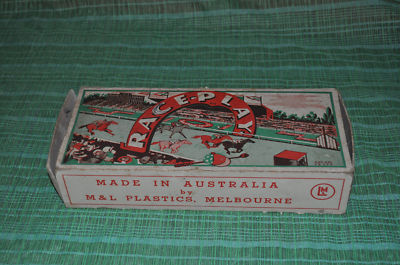 RACE-PLAY
MADE IN AUSTRALIA
by
M&L PLASTICS, MELBOURNE